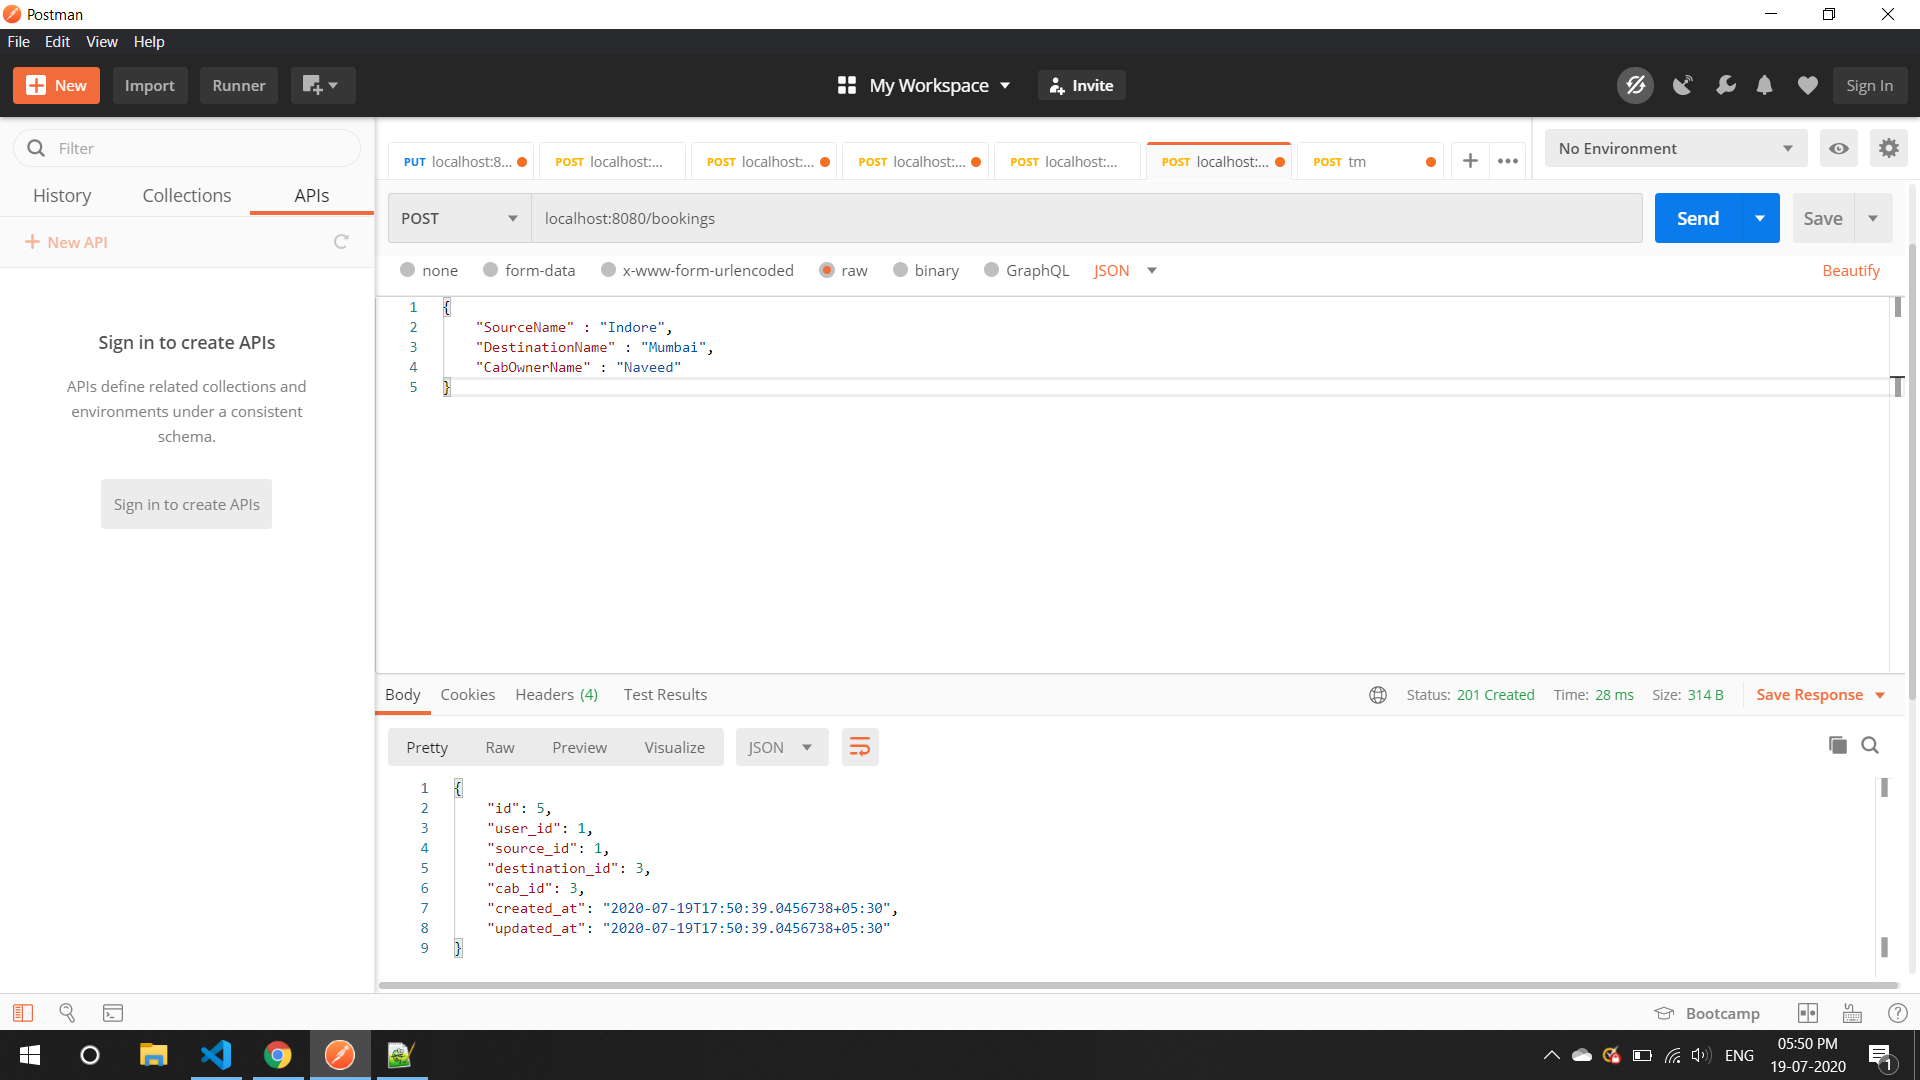 Postman
File Edit View Help
New Import Runner My Workspace Invite Sign In
Filter
History Collections APIs
New API
Sign in to create APIs
APIs define related collections and
environments under a consistent
schema.
Sign in to create APIs
PUT localhost:8... POST localhost:... POST localhost:... POST localhost:... POST localhost:... POST localhost:... POST tm
No Environment
POST localhost:8080/bookings Send Save
none form-data x-www-form-urlencoded raw binary GraphQL JSON Beautify
1 {
2 "SourceName" : "Indore",
3 "DestinationName" : "Mumbai",
4 "CabOwnerName" : "Naveed"
5 }
Body Cookies Headers (4) Test Results Status: 201 Created Time: 28 ms Size: 314 B Save Response
Pretty Raw Preview Visualize JSON
1 {
2 "id": 5,
3 "user_id": 1,
4 "source_id": 1,
5 "destination_id": 3,
6 "cab_id": 3,
7 "created_at": "2020-07-19T17:50:39.0456738+05:30",
8 "updated_at": "2020-07-19T17:50:39.0456738+05:30"
9 }
Bootcamp
ENG
05:50 PM
19-07-2020
1